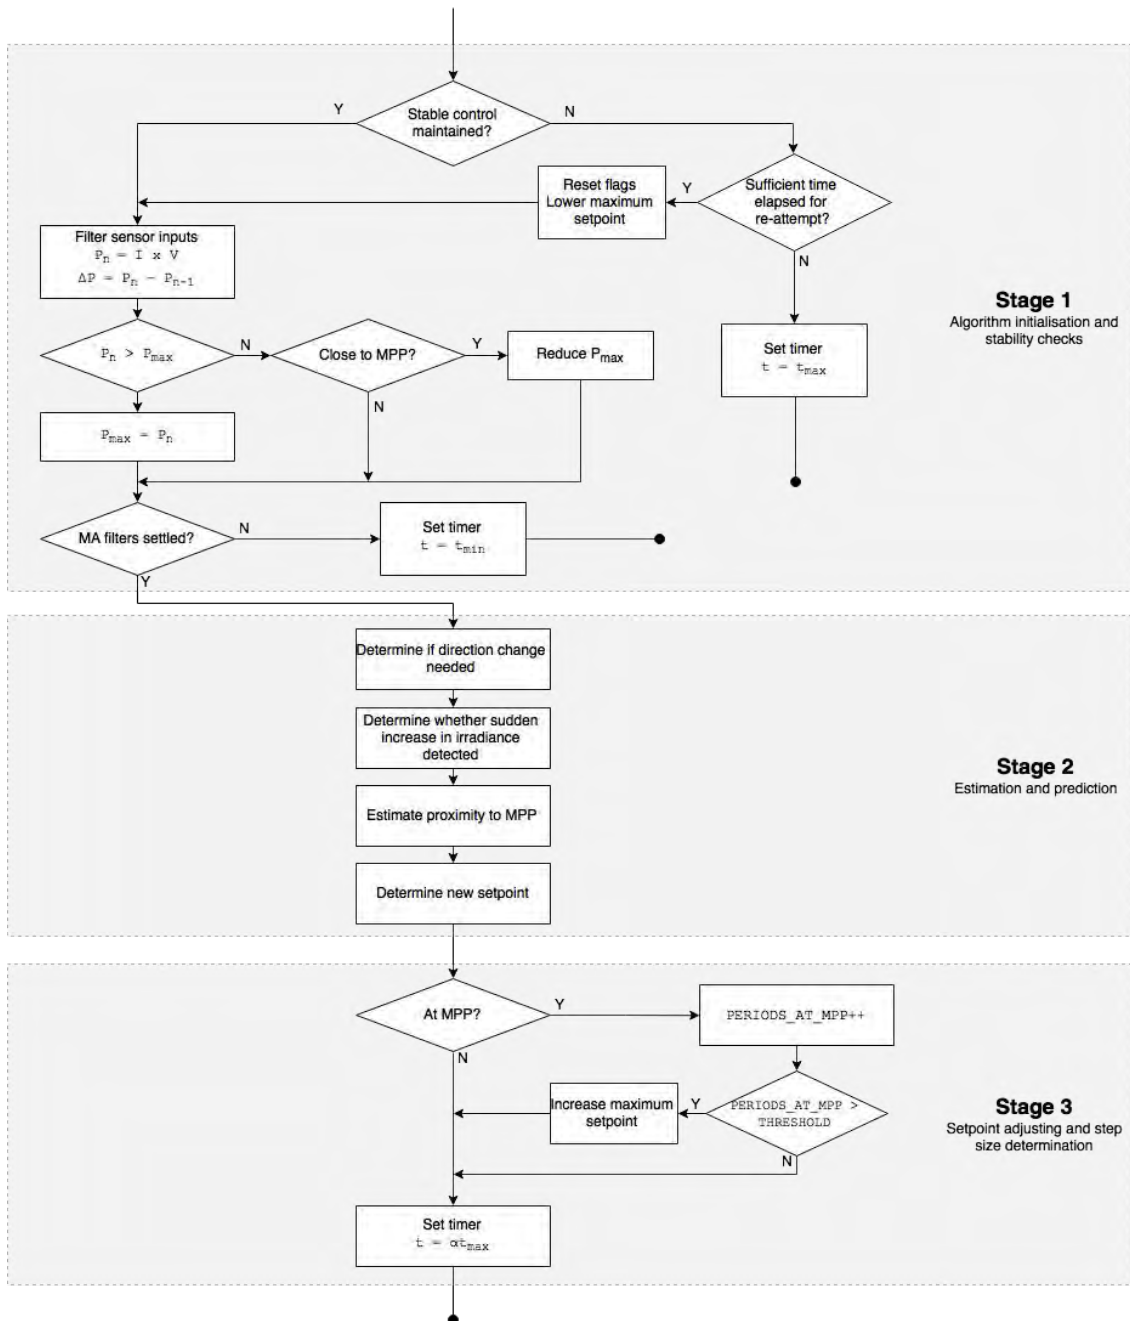 Y
Stable control
maintained?
N
Reset flags
Lower maximum
setpoint
Y
Sufficient time
elapsed for
re-attempt?
N
Filter sensor inputs
Pn = I x V
ΔP = Pn − Pn-1
Stage 1
Algorithm initialisation and
stability checks
Pn > Pmax
N
Close to MPP?
Y
Reduce Pmax
N
Set timer
t = tmax
Pmax = Pn
MA filters settled?
N
Y
Set timer
t = tmin
Determine if direction change
needed
Determine whether sudden
increase in irradiance
detected
Estimate proximity to MPP
Determine new setpoint
Stage 2
Estimation and prediction
At MPP?
Y
N
PERIODS_AT_MPP++
Increase maximum
setpoint
Y
PERIODS_AT_MPP >
THRESHOLD
N
Stage 3
Setpoint adjusting and step
size determination
Set timer
t = αtmax